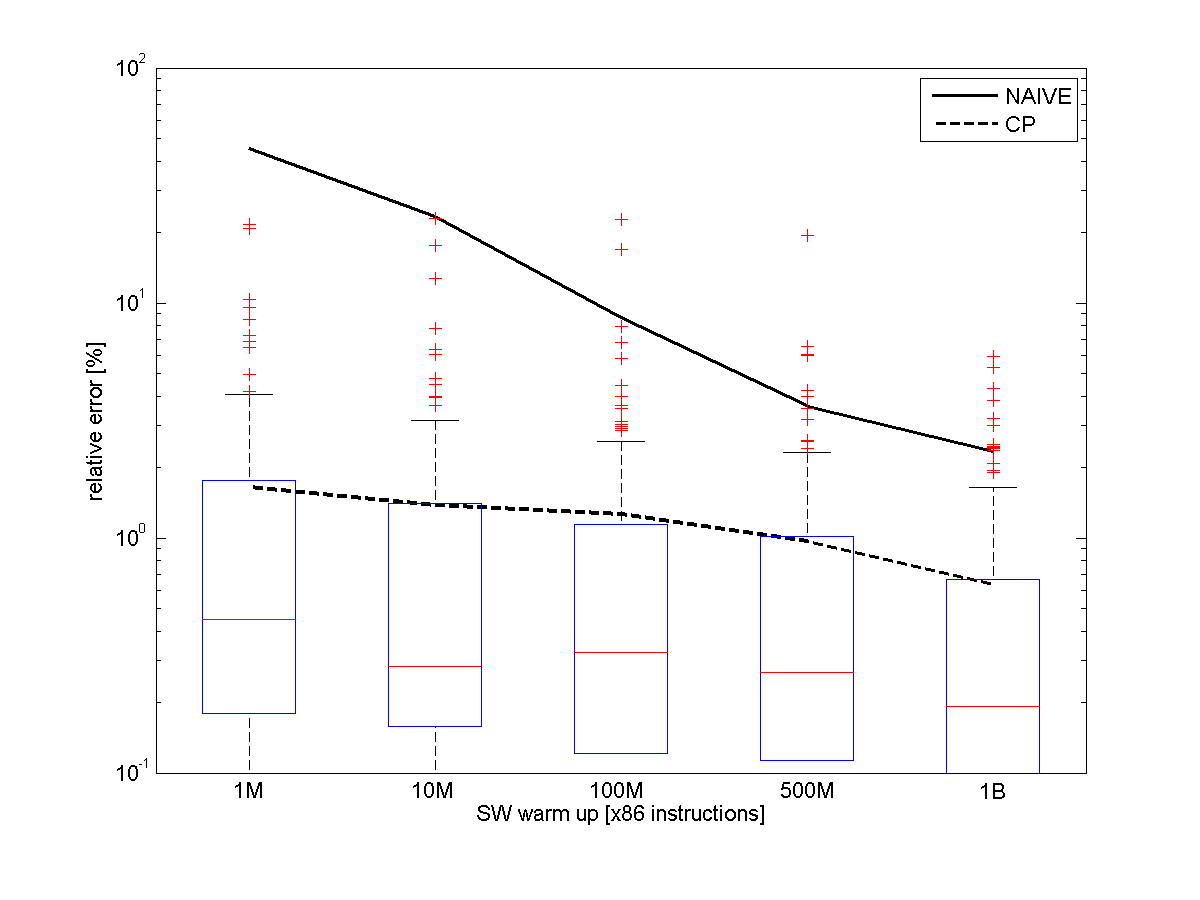 10^2
NAIVE
CP
10^1
relative error [%]
10^0
10^-1
1M 10M 100M 500M 1B
SW warm up [x86 instructions]